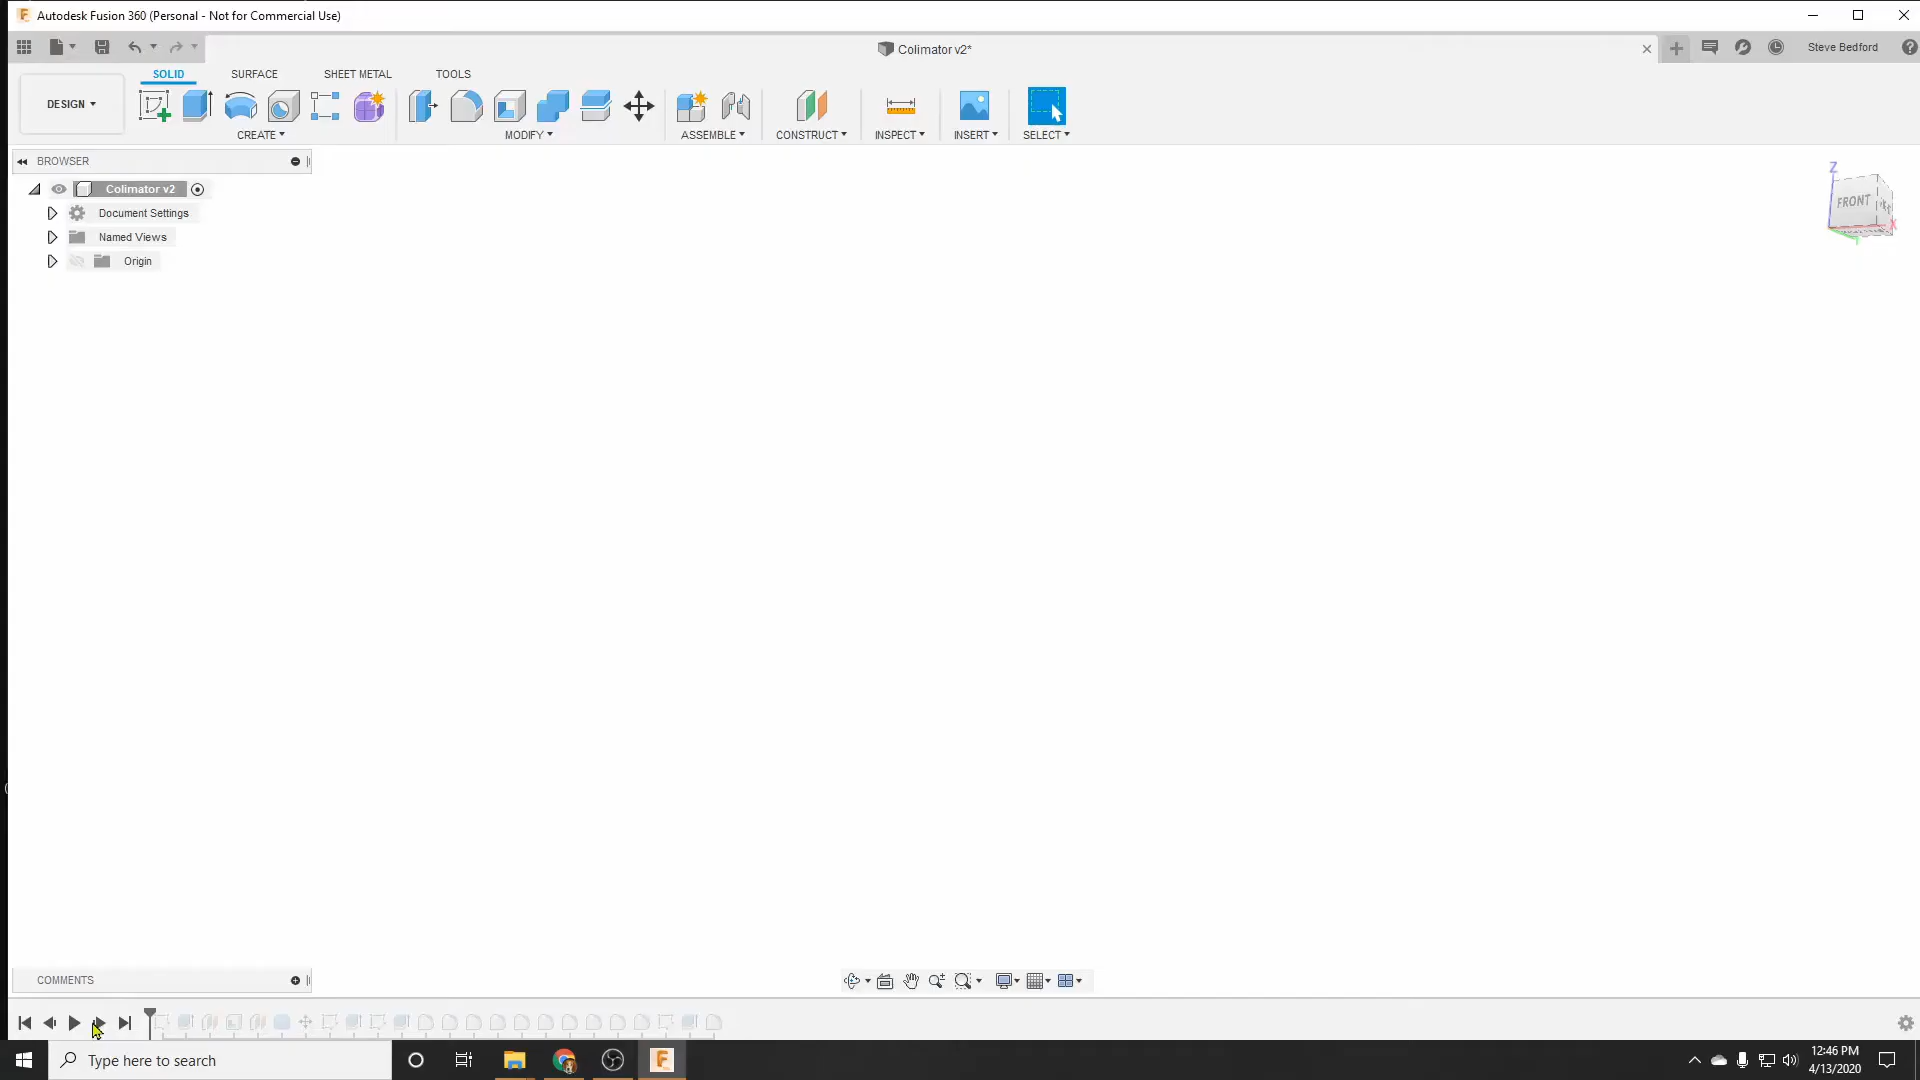 Autodesk Fusion 360 (Personal - Not for Commercial Use)
Colimator v2*
Steve Bedford
SOLID SURFACE SHEET METAL TOOLS
DESIGN
CREATE MODIFY ASSEMBLE CONSTRUCT INSPECT INSERT SELECT
BROWSER
Colimator v2
Document Settings
Named Views
Origin
Z
FRONT
X
COMMENTS
Type here to search
12:46 PM
4/13/2020